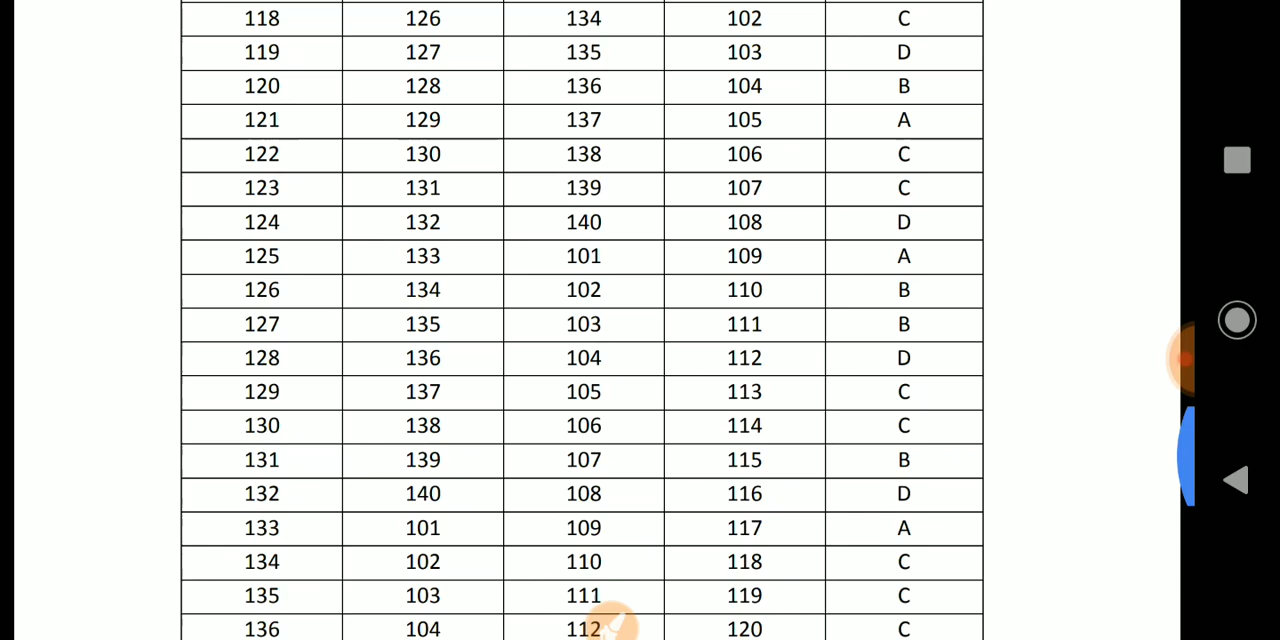 118 126 134 102 C
119 127 135 103 D
120 128 136 104 B
121 129 137 105 A
122 130 138 106 C
123 131 139 107 C
124 132 140 108 D
125 133 101 109 A
126 134 102 110 B
127 135 103 111 B
128 136 104 112 D
129 137 105 113 C
130 138 106 114 C
131 139 107 115 B
132 140 108 116 D
133 101 109 117 A
134 102 110 118 C
135 103 111 119 C
136 104 112 120 C